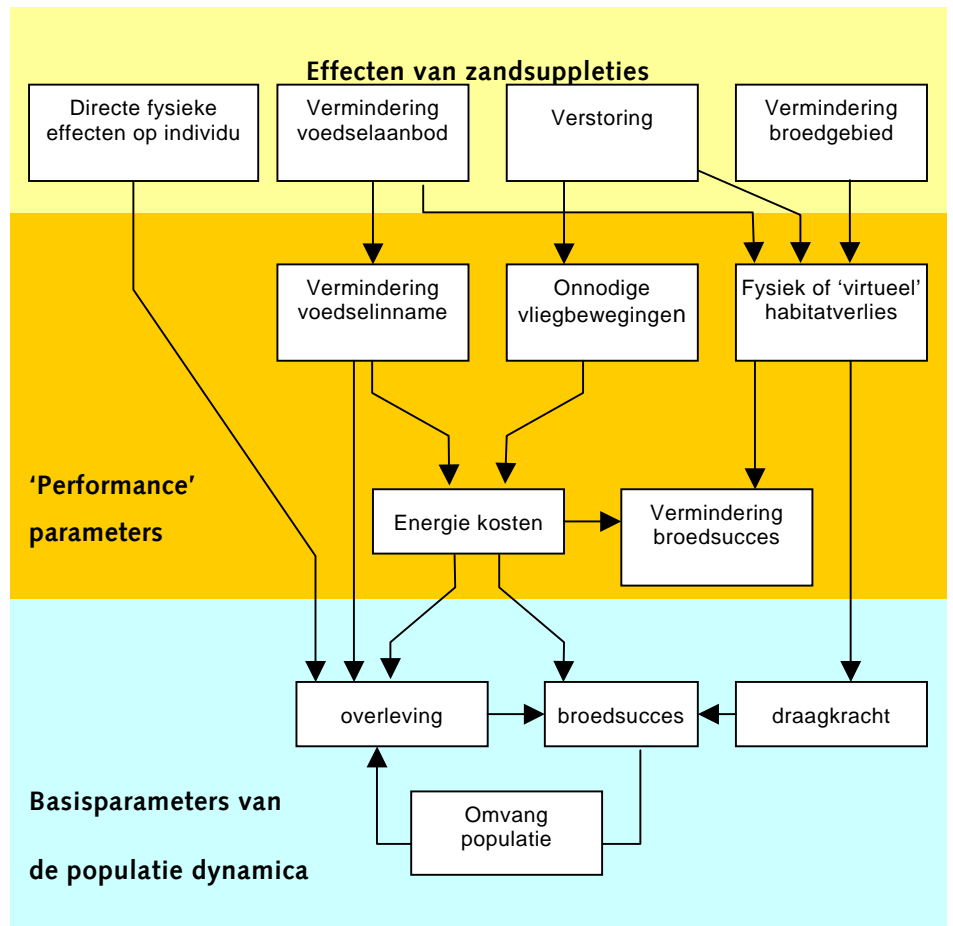 Effecten van zandsuppleties
Directe fysieke
effecten op individu
Vermindering
voedselaanbod
Verstoring
Vermindering
broedgebied
Vermindering
voedselinname
Onnodige
vliegbewegingen
Fysiek of ‘virtueel’
habitatverlies
‘Performance’
parameters
Energie kosten
Vermindering
broedsucces
overleving
broedsucces
draagkracht
Basisparameters van
de populatie dynamica
Omvang
populatie